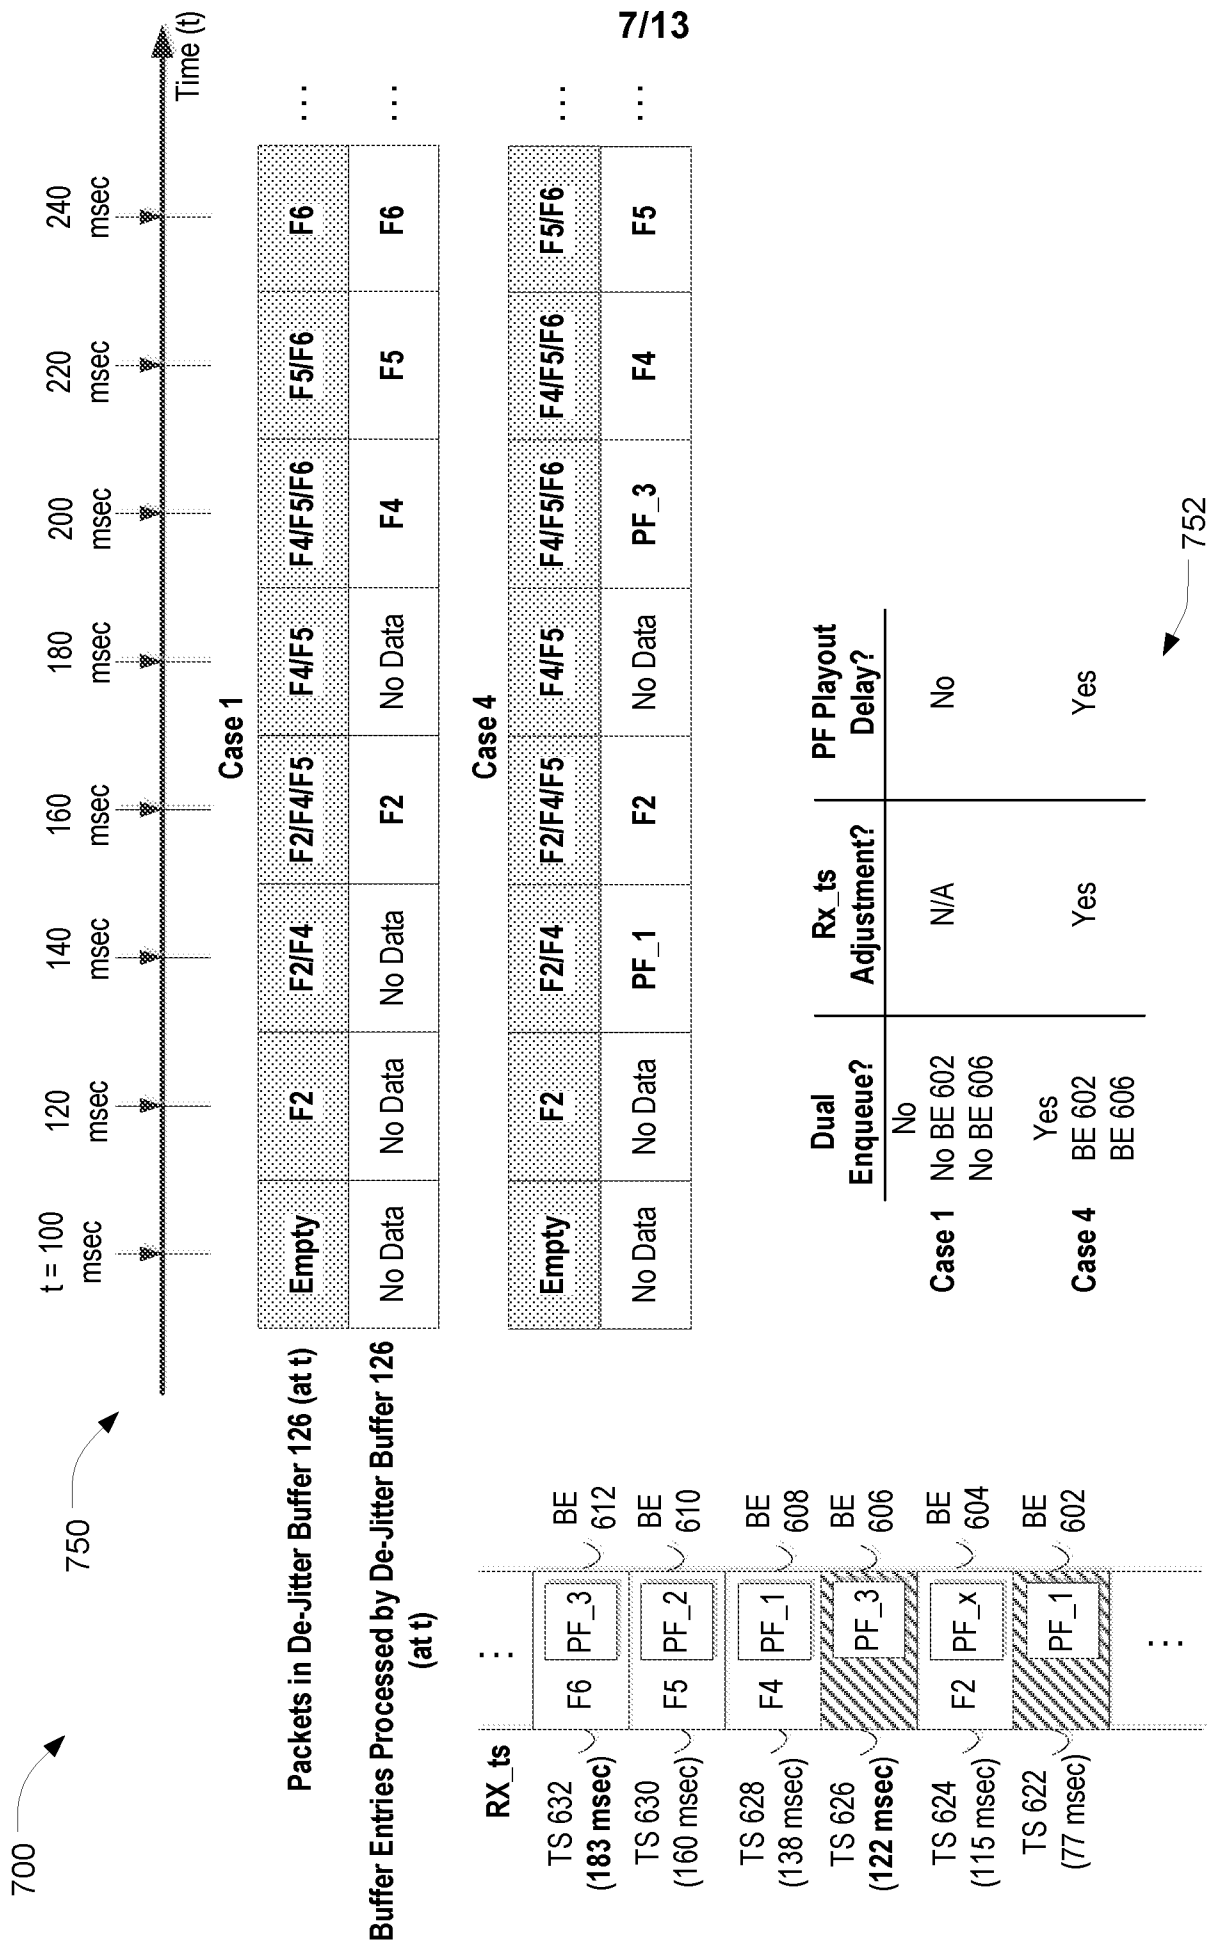 7/13
700
750
t = 100
msec
120
msec
140
msec
160
msec
180
msec
200
msec
220
msec
240
msec
Time (t)
Case 1
Packets in De-Jitter Buffer 126 (at t)
Empty
F2
F2/F4
F2/F4/F5
F4/F5
F4/F5/F6
F5/F6
F6
...
Buffer Entries Processed by De-Jitter Buffer 126
(at t)
No Data
No Data
No Data
F2
No Data
F4
F5
F6
...
Case 4
Empty
F2
F2/F4
F2/F4/F5
F4/F5
F4/F5/F6
F4/F5/F6
F5/F6
...
No Data
No Data
PF_1
F2
No Data
PF_3
F4
F5
...
RX_ts
...
TS 632
(183 msec)
F6
PF_3
BE
612
TS 630
(160 msec)
F5
PF_2
BE
610
TS 628
(138 msec)
F4
PF_1
BE
608
TS 626
(122 msec)
PF_3
BE
606
TS 624
(115 msec)
F2
PF_x
BE
604
TS 622
(77 msec)
PF_1
BE
602
...
Dual
Enqueue?
Rx_ts
Adjustment?
PF Playout
Delay?
Case 1
No
No BE 602
No BE 606
N/A
No
Case 4
Yes
BE 602
BE 606
Yes
Yes
752